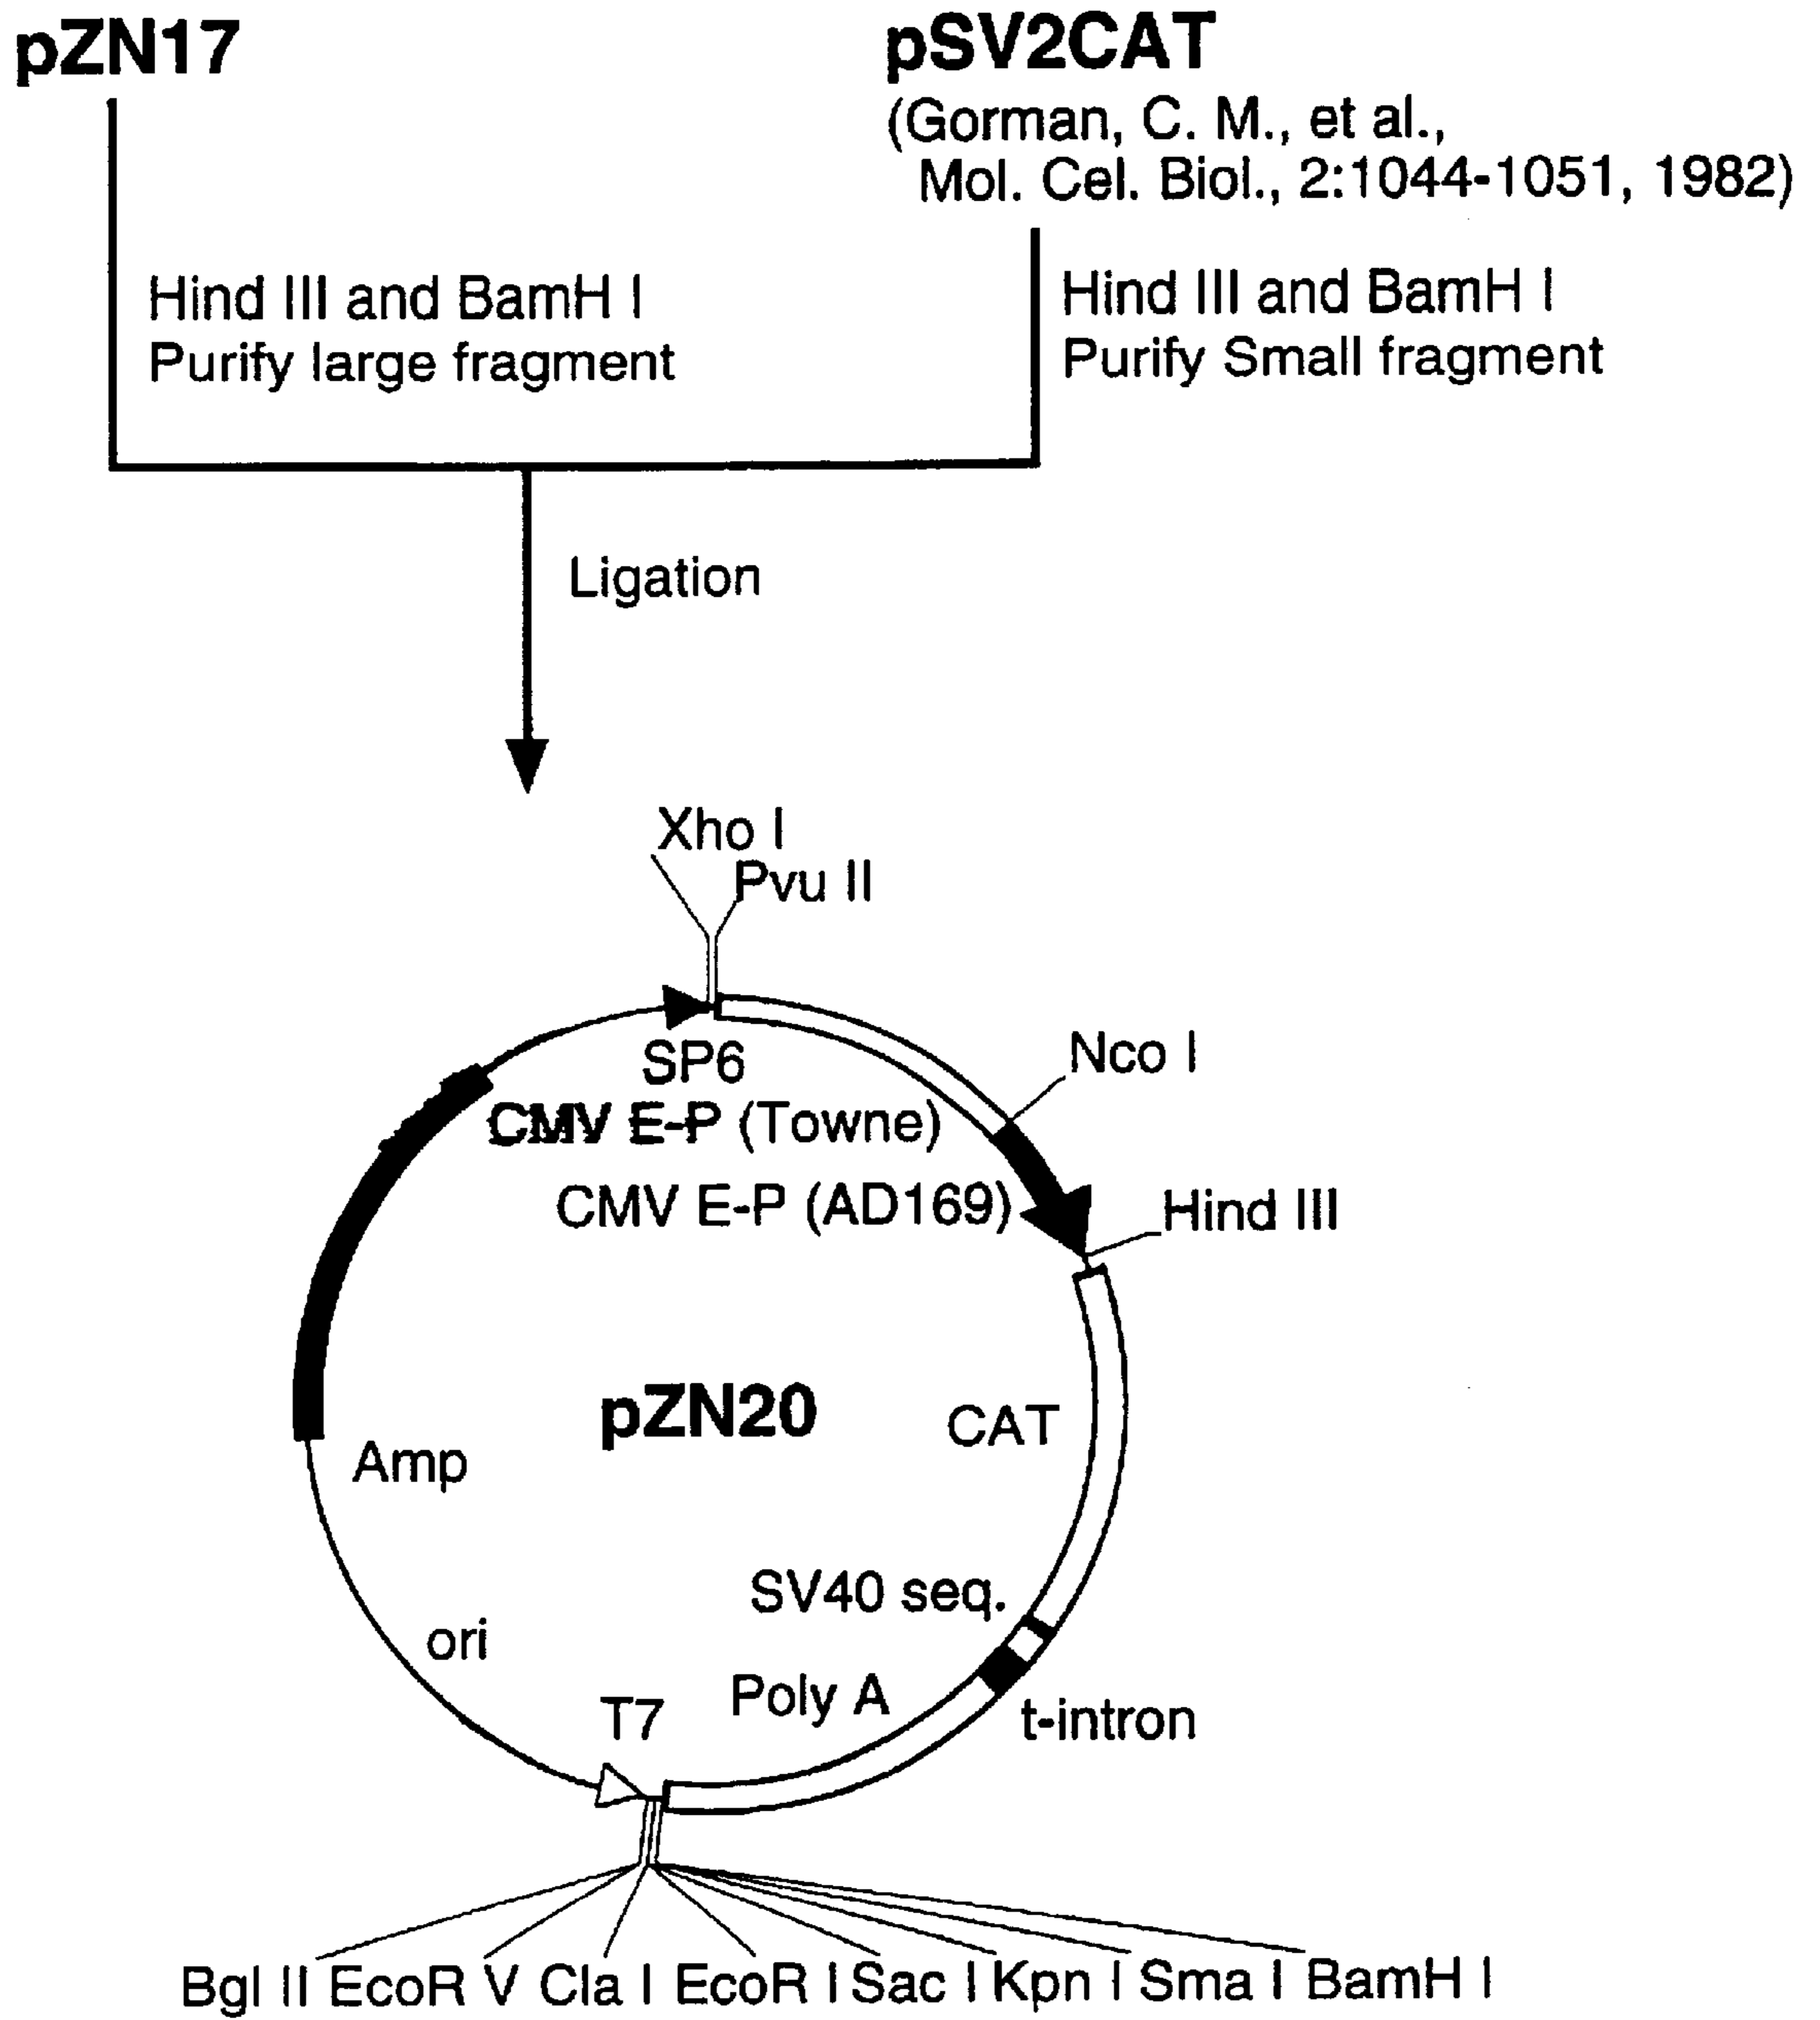 pZN17
pSV2CAT
(Gorman, C. M., et al.,
Mol. Cel. Biol., 2:1044-1051, 1982)
Hind III and BamH I
Purify large fragment
Hind III and BamH I
Purify Small fragment
Ligation
Xho I
Pvu II
SP6
Nco I
CMV E-P (Towne)
CMV E-P (AD169)
Hind III
pZN20
CAT
Amp
SV40 seq.
ori
Poly A
T7
t-intron
Bgl II EcoR V Cla I EcoR I Sac I Kpn I Sma I BamH I